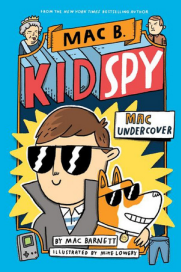 FROM THE NEW YORK TIMES BESTSELLING AUTHOR
MAC B.
KID SPY
MAC
UNDERCOVER
BY MAC BARNETT
ILLUSTRATED BY MIKE LOWERY